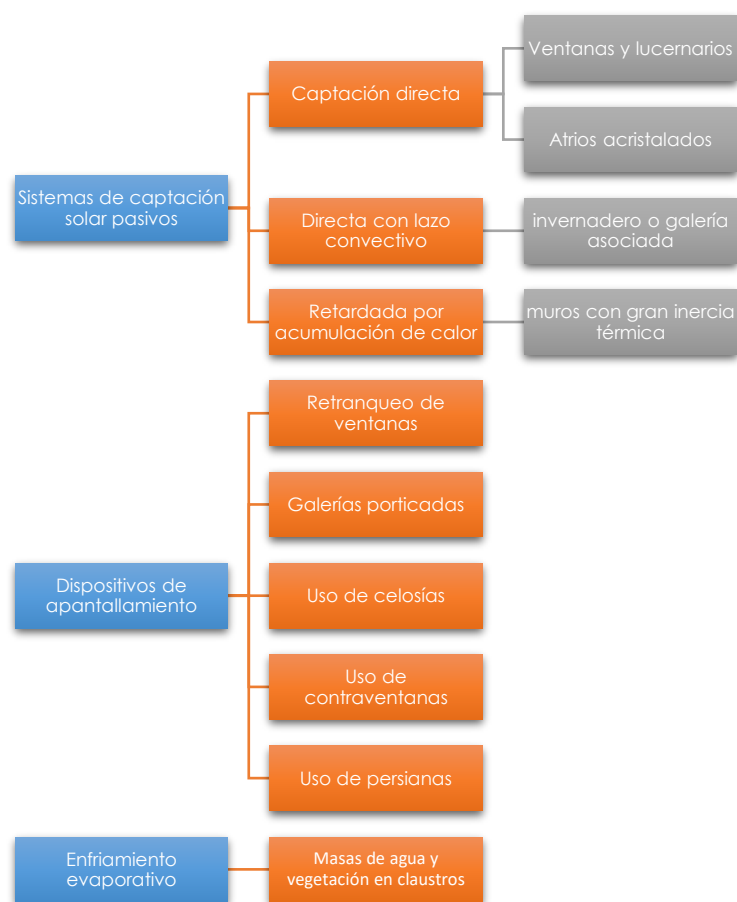 Sistemas de captación
solar pasivos
Captación directa
Ventanas y lucernarios
Atrios acristalados
Directa con lazo
convectivo
invernadero o galería
asociada
Retardada por
acumulación de calor
muros con gran inercia
térmica
Dispositivos de
apantallamiento
Retranqueo de
ventanas
Galerías porticadas
Uso de celosías
Uso de
contraventanas
Uso de persianas
Enfriamiento
evaporativo
Masas de agua y
vegetación en claustros